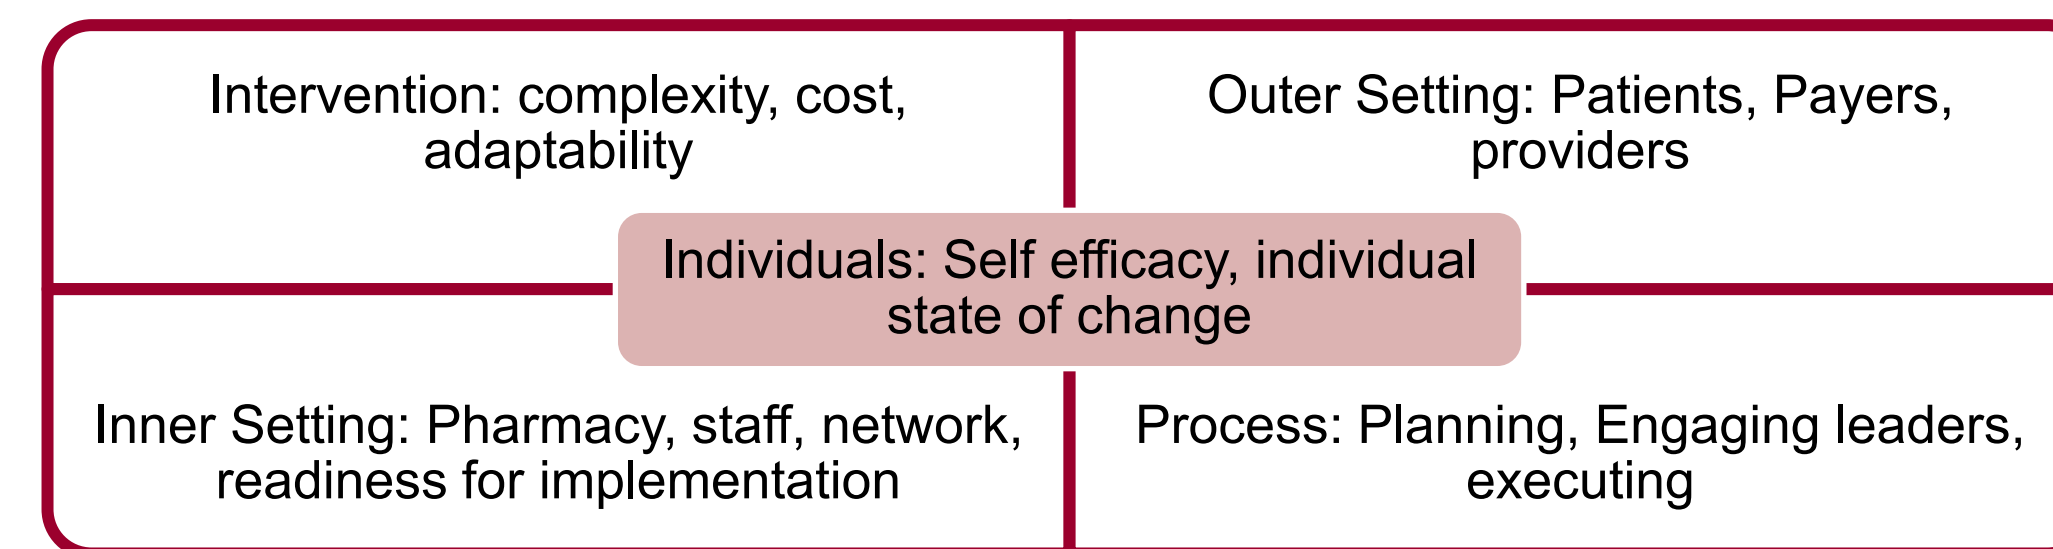 Intervention: complexity, cost,
adaptability
Outer Setting: Patients, Payers,
providers
Individuals: Self efficacy, individual
state of change
Inner Setting: Pharmacy, staff, network,
readiness for implementation
Process: Planning, Engaging leaders,
executing